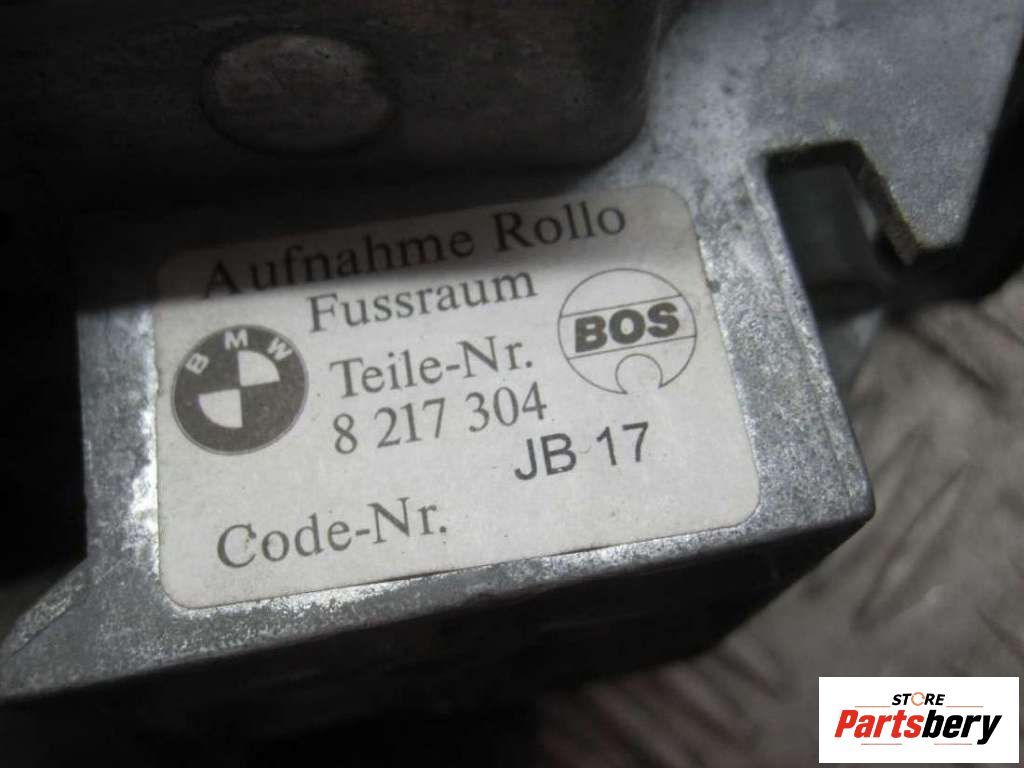 Aufnahme Rollo
Fussraum
BMW
BOS
Teile-Nr.
8 217 304
JB 17
Code-Nr.
STORE
Partsbery